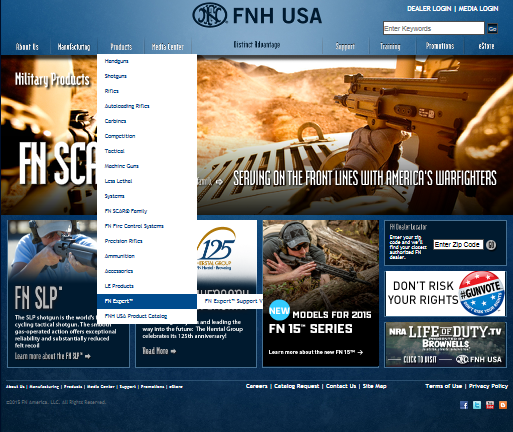 FNH USA
DEALER LOGIN | MEDIA LOGIN
Enter Keywords
Go
About Us
Manufacturing
Products
Media Center
Distinct Advantage
Support
Training
Promotions
eStore
Military Products
Handguns
Shotguns
Rifles
Autoloading Rifles
Carbines
Competition
Tactical
Machine Guns
Less Lethal
Systems
FN SCAR® Family
FN Fire Control Systems
Precision Rifles
Ammunition
Accessories
LE Products
FN Expert™
FNH USA Product Catalog
FN Expert™ Support V
FN SCA
SERVING ON THE FRONT LINES WITH AMERICA'S WARFIGHTERS
FN SLP™
The SLP shotgun is the world's
cycling tactical shotgun. The smooth
gas-operated action offers exceptional
reliability and substantially reduced
felt recoil
Learn more about the FN SLP™
125
HERSTAL GROUP
FN Herstal - Browning
and leading the
way into the future: The Herstal Group
celebrates its 125th anniversary!
Read More
NEW MODELS FOR 2015
FN 15™ SERIES
Learn more about the new FN 15™
FN Dealer Locator
Enter your zip
code and we'll
find your closest
authorized FN
dealer.
Enter Zip Code
DON'T RISK
YOUR RIGHTS
#GUNVOTE
NRA LIFE OF DUTY.TV
BROWNELLS
CLICK TO VISIT
FNH USA
About Us | Manufacturing | Products | Media Center | Support | Promotions | eStore
Careers | Catalog Request | Contact Us | Site Map
Terms of Use | Privacy Policy
©2015 FN America, LLC. All Rights Reserved.